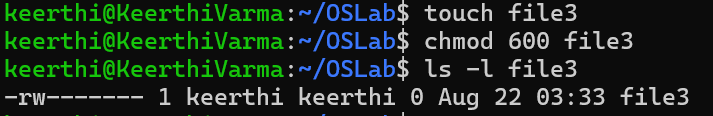 keerthi@KeerthiVarma:~/OSLab$ touch file3
keerthi@KeerthiVarma:~/OSLab$ chmod 600 file3
keerthi@KeerthiVarma:~/OSLab$ ls -l file3
-rw------- 1 keerthi keerthi 0 Aug 22 03:33 file3